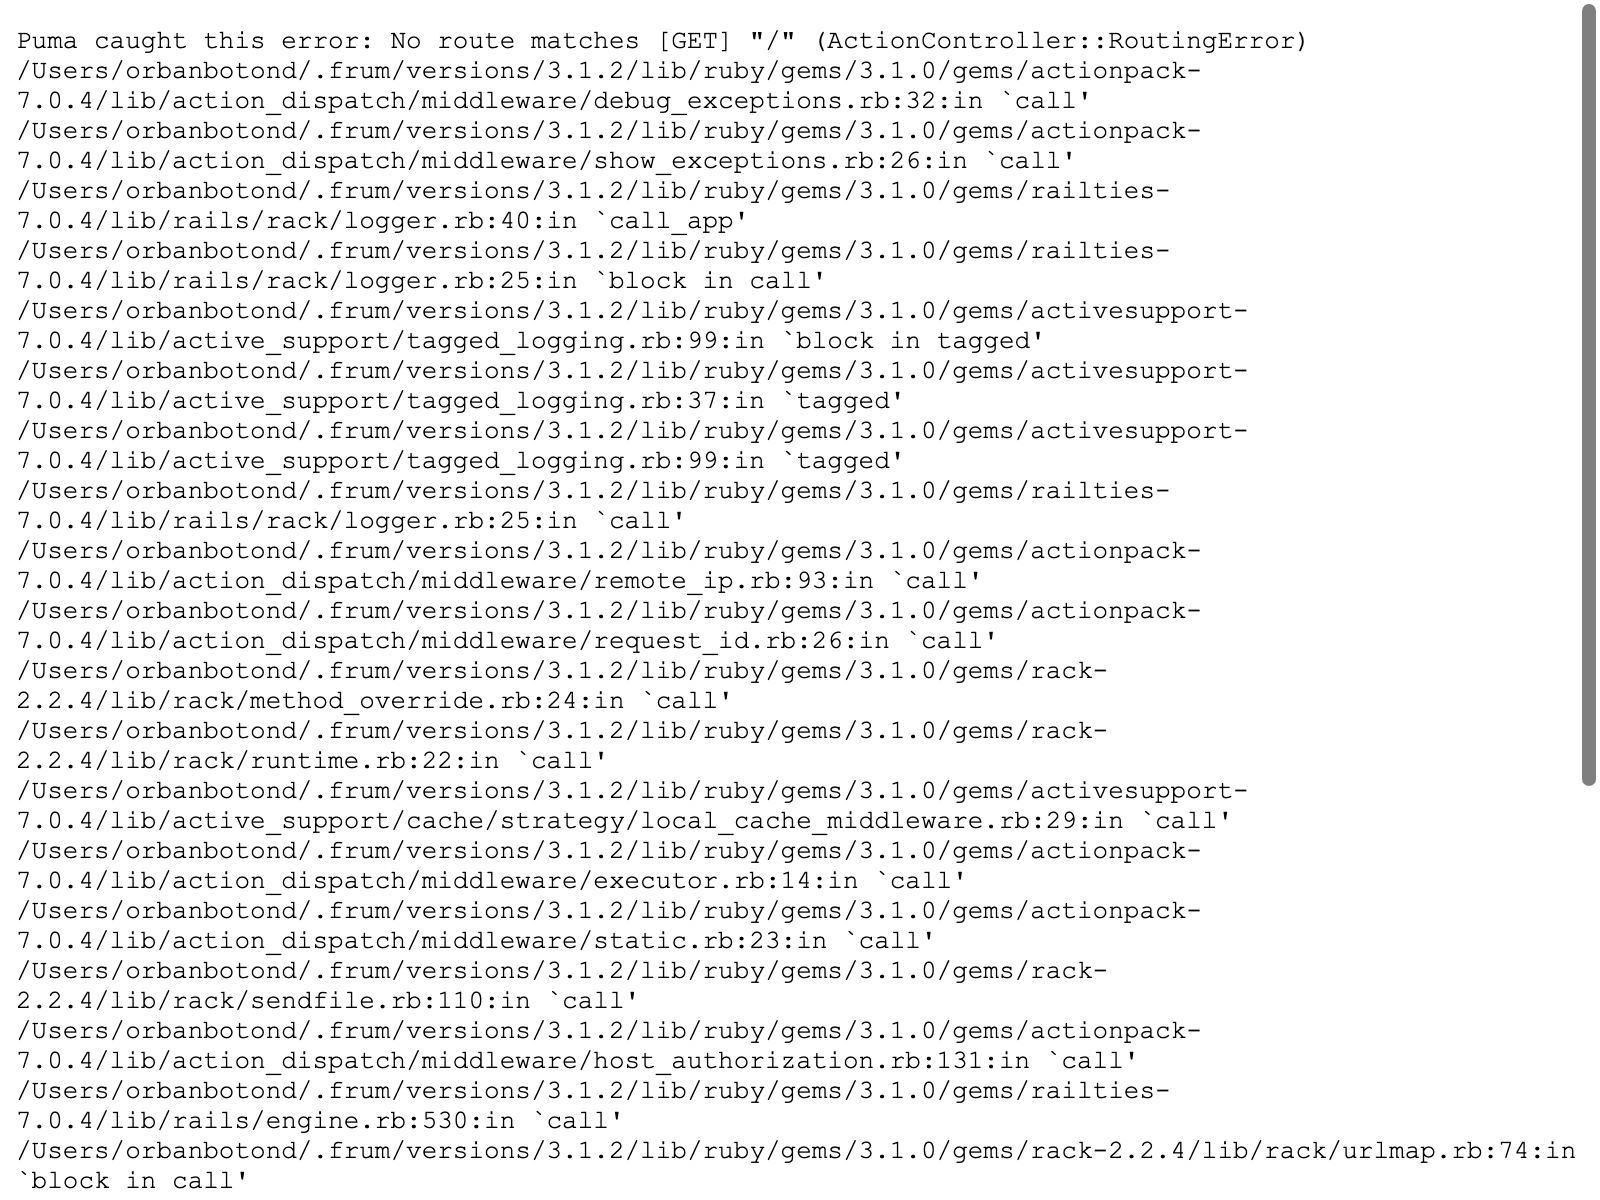 Puma caught this error: No route matches [GET] "/" (ActionController::RoutingError)
/Users/orbanbotond/.frum/versions/3.1.2/lib/ruby/gems/3.1.0/gems/actionpack-
7.0.4/lib/action_dispatch/middleware/debug_exceptions.rb:32:in `call'
/Users/orbanbotond/.frum/versions/3.1.2/lib/ruby/gems/3.1.0/gems/actionpack-
7.0.4/lib/action_dispatch/middleware/show_exceptions.rb:26:in `call'
/Users/orbanbotond/.frum/versions/3.1.2/lib/ruby/gems/3.1.0/gems/railties-
7.0.4/lib/rails/rack/logger.rb:40:in `call_app'
/Users/orbanbotond/.frum/versions/3.1.2/lib/ruby/gems/3.1.0/gems/railties-
7.0.4/lib/rails/rack/logger.rb:25:in `block in call'
/Users/orbanbotond/.frum/versions/3.1.2/lib/ruby/gems/3.1.0/gems/activesupport-
7.0.4/lib/active_support/tagged_logging.rb:99:in `block in tagged'
/Users/orbanbotond/.frum/versions/3.1.2/lib/ruby/gems/3.1.0/gems/activesupport-
7.0.4/lib/active_support/tagged_logging.rb:37:in `tagged'
/Users/orbanbotond/.frum/versions/3.1.2/lib/ruby/gems/3.1.0/gems/activesupport-
7.0.4/lib/active_support/tagged_logging.rb:99:in `tagged'
/Users/orbanbotond/.frum/versions/3.1.2/lib/ruby/gems/3.1.0/gems/railties-
7.0.4/lib/rails/rack/logger.rb:25:in `call'
/Users/orbanbotond/.frum/versions/3.1.2/lib/ruby/gems/3.1.0/gems/actionpack-
7.0.4/lib/action_dispatch/middleware/remote_ip.rb:93:in `call'
/Users/orbanbotond/.frum/versions/3.1.2/lib/ruby/gems/3.1.0/gems/actionpack-
7.0.4/lib/action_dispatch/middleware/request_id.rb:26:in `call'
/Users/orbanbotond/.frum/versions/3.1.2/lib/ruby/gems/3.1.0/gems/rack-
2.2.4/lib/rack/method_override.rb:24:in `call'
/Users/orbanbotond/.frum/versions/3.1.2/lib/ruby/gems/3.1.0/gems/rack-
2.2.4/lib/rack/runtime.rb:22:in `call'
/Users/orbanbotond/.frum/versions/3.1.2/lib/ruby/gems/3.1.0/gems/activesupport-
7.0.4/lib/active_support/cache/strategy/local_cache_middleware.rb:29:in `call'
/Users/orbanbotond/.frum/versions/3.1.2/lib/ruby/gems/3.1.0/gems/actionpack-
7.0.4/lib/action_dispatch/middleware/executor.rb:14:in `call'
/Users/orbanbotond/.frum/versions/3.1.2/lib/ruby/gems/3.1.0/gems/actionpack-
7.0.4/lib/action_dispatch/middleware/static.rb:23:in `call'
/Users/orbanbotond/.frum/versions/3.1.2/lib/ruby/gems/3.1.0/gems/rack-
2.2.4/lib/rack/sendfile.rb:110:in `call'
/Users/orbanbotond/.frum/versions/3.1.2/lib/ruby/gems/3.1.0/gems/actionpack-
7.0.4/lib/action_dispatch/middleware/host_authorization.rb:131:in `call'
/Users/orbanbotond/.frum/versions/3.1.2/lib/ruby/gems/3.1.0/gems/railties-
7.0.4/lib/rails/engine.rb:530:in `call'
/Users/orbanbotond/.frum/versions/3.1.2/lib/ruby/gems/3.1.0/gems/rack-2.2.4/lib/rack/urlmap.rb:74:in
`block in call'